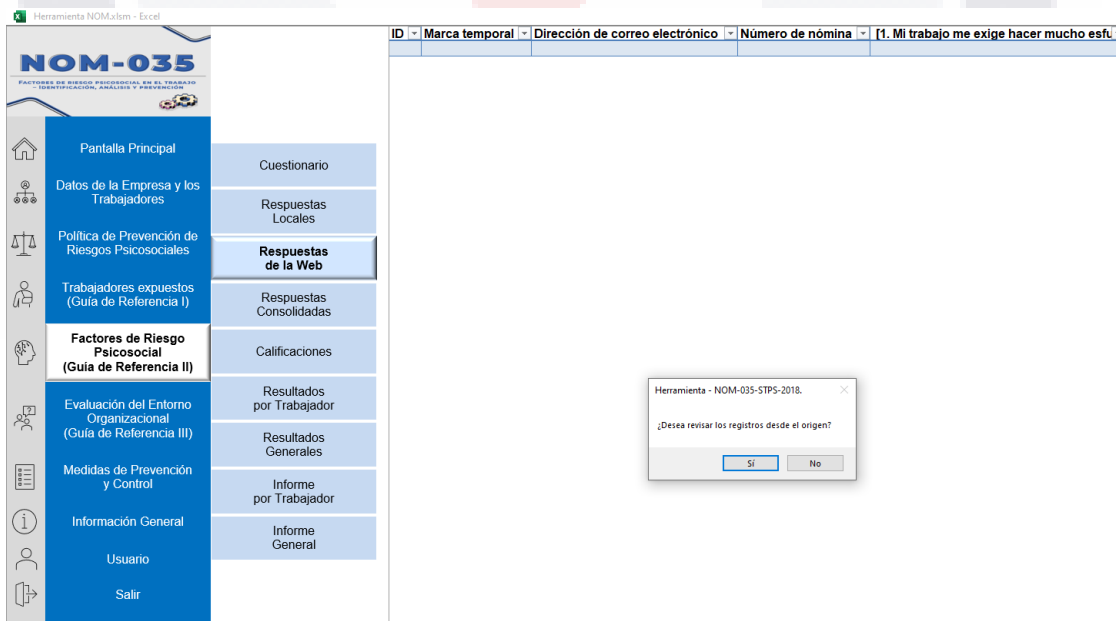 Herramienta NOM.xlsm - Excel
NOM-035
FACTORES DE RIESGO PSICOSOCIAL EN EL TRABAJO
– IDENTIFICACIÓN, ANÁLISIS Y PREVENCIÓN
ID Marca temporal Dirección de correo electrónico Número de nómina [1. Mi trabajo me exige hacer mucho esfu
Pantalla Principal
Datos de la Empresa y los
Trabajadores
Política de Prevención de
Riesgos Psicosociales
Trabajadores expuestos
(Guía de Referencia I)
Factores de Riesgo
Psicosocial
(Guía de Referencia II)
Evaluación del Entorno
Organizacional
(Guía de Referencia III)
Medidas de Prevención
y Control
Información General
Usuario
Salir
Cuestionario
Respuestas
Locales
Respuestas
de la Web
Respuestas
Consolidadas
Calificaciones
Resultados
por Trabajador
Resultados
Generales
Informe
por Trabajador
Informe
General
Herramienta - NOM-035-STPS-2018.
¿Desea revisar los registros desde el origen?
Sí No